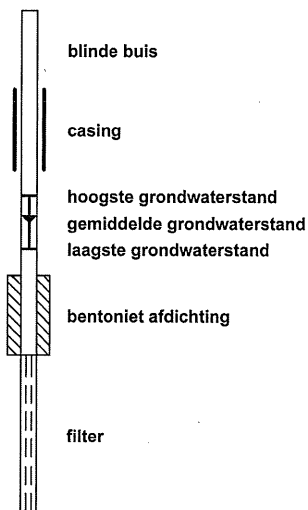 blinde buis
casing
hoogste grondwaterstand
gemiddelde grondwaterstand
laagste grondwaterstand
bentoniet afdichting
filter